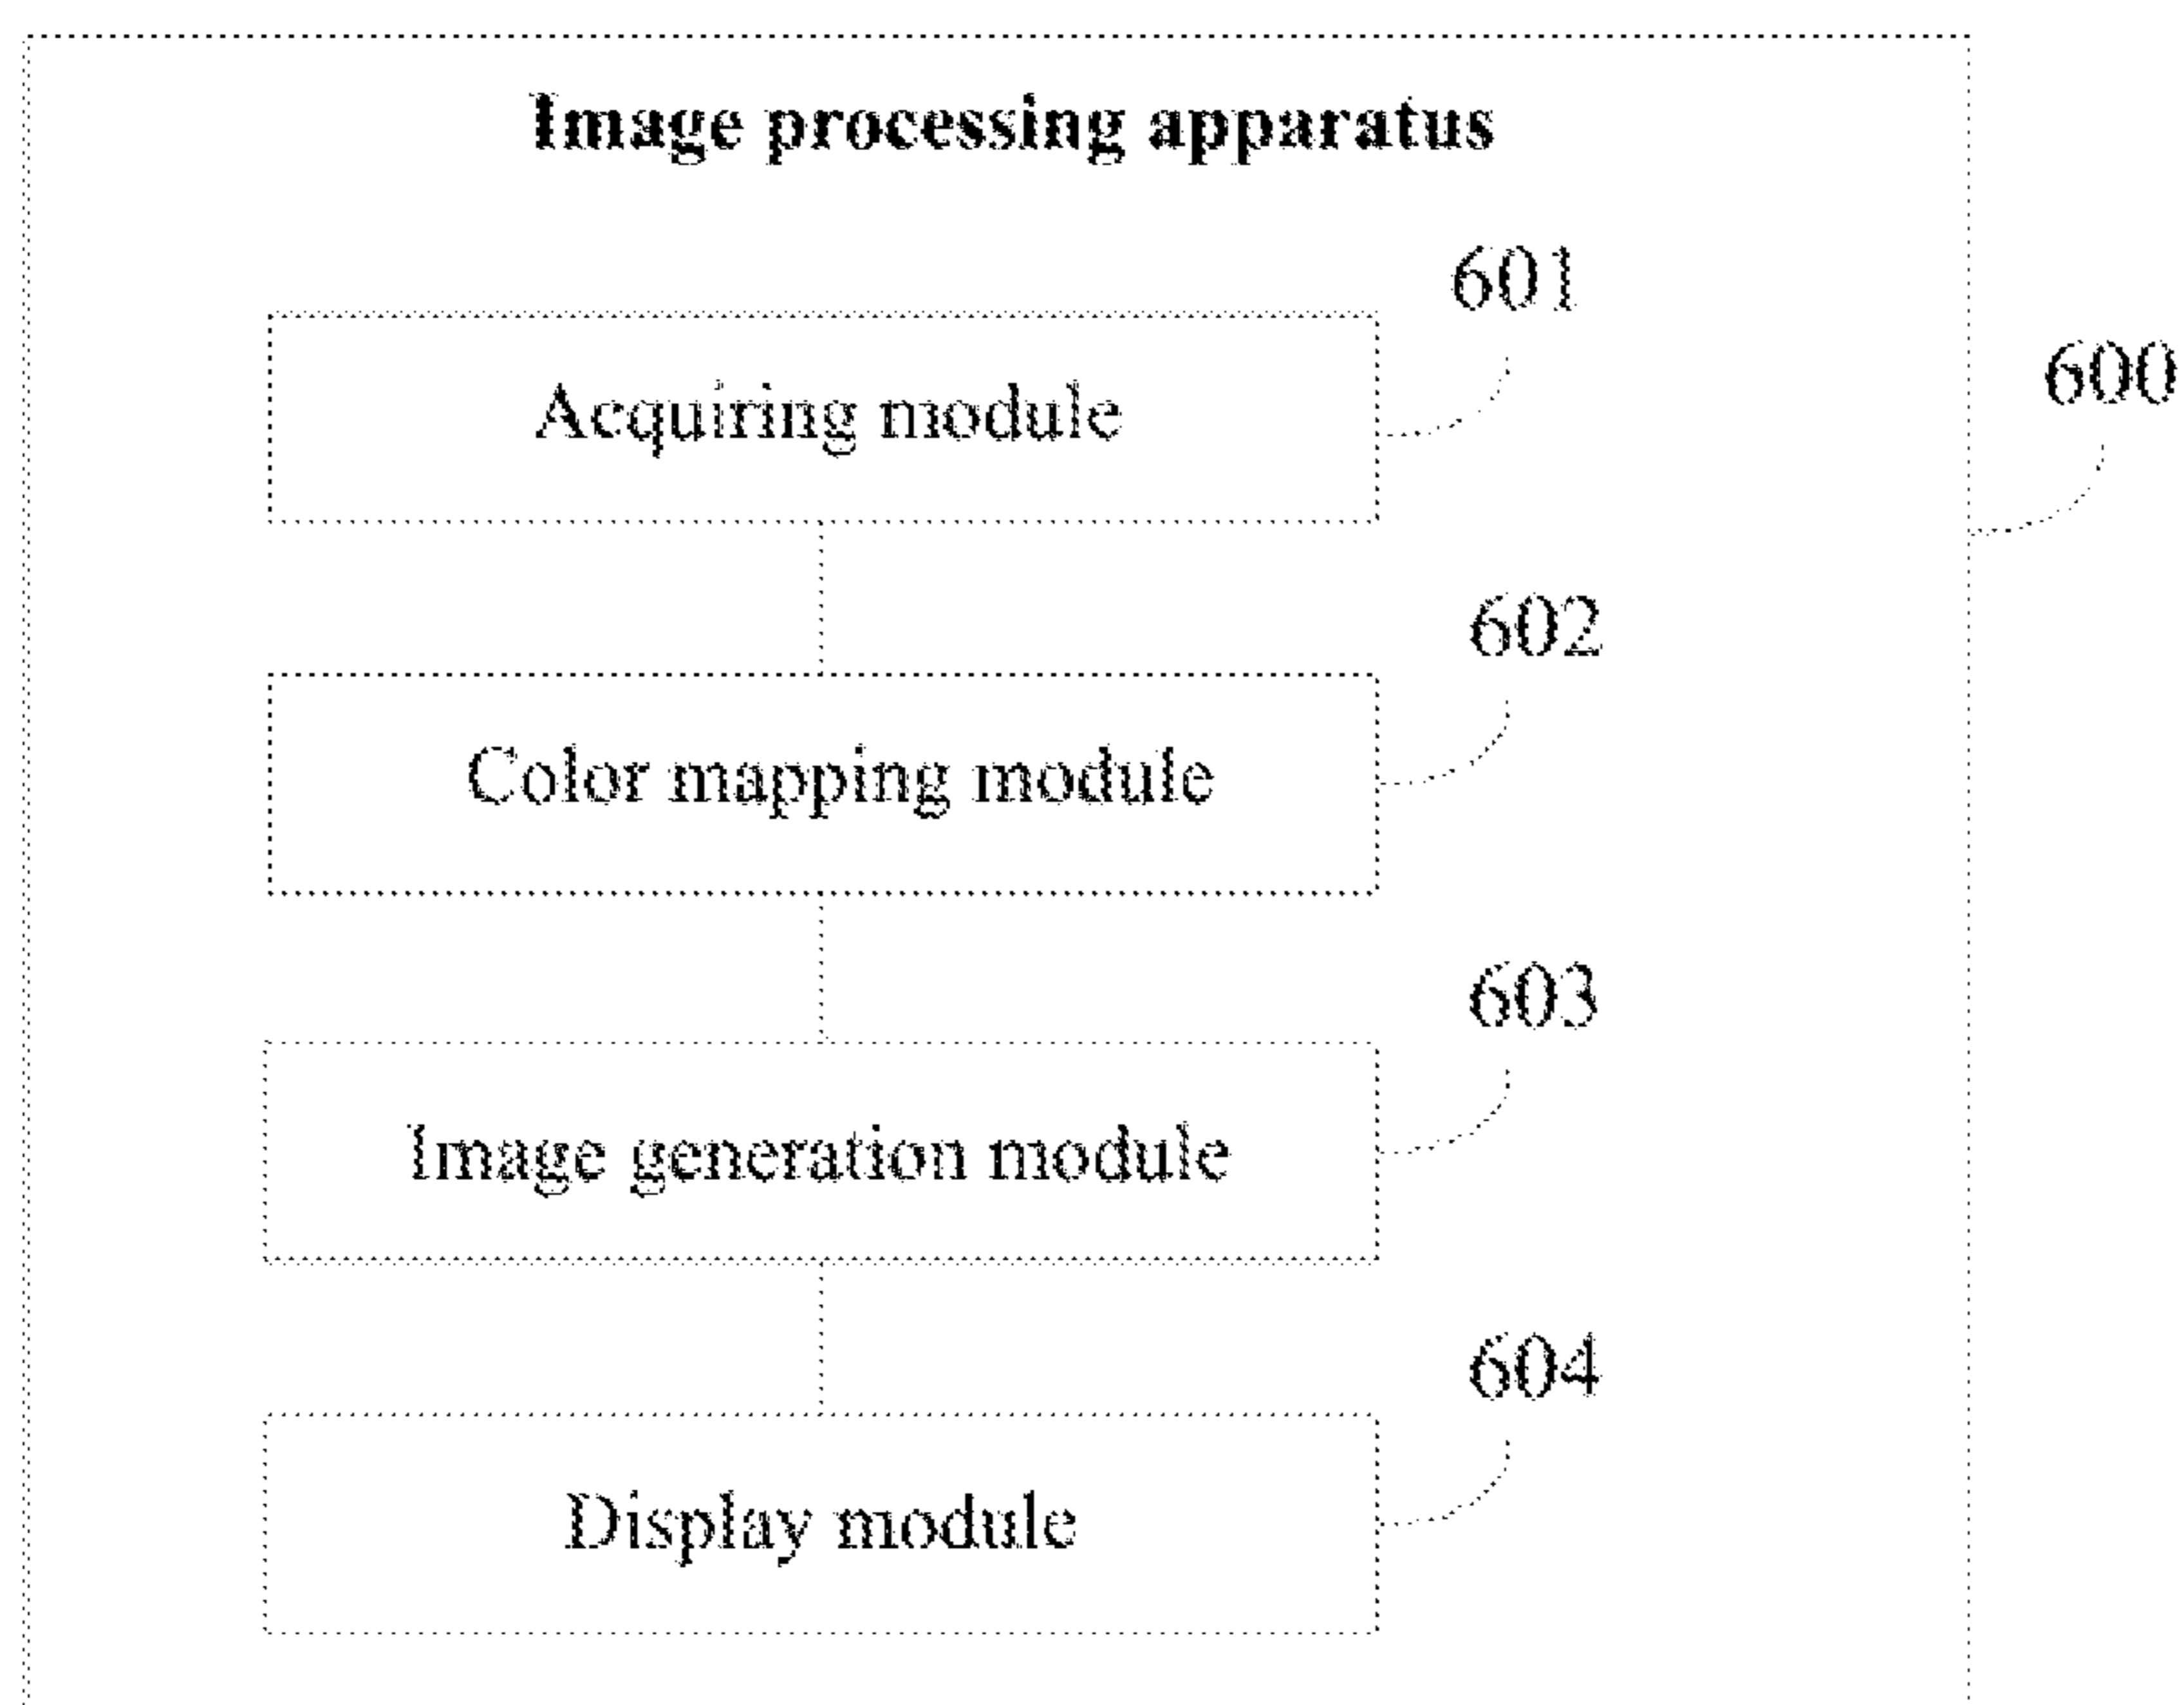 Image processing apparatus
601
600
Acquiring module
602
Color mapping module
603
Image generation module
604
Display module